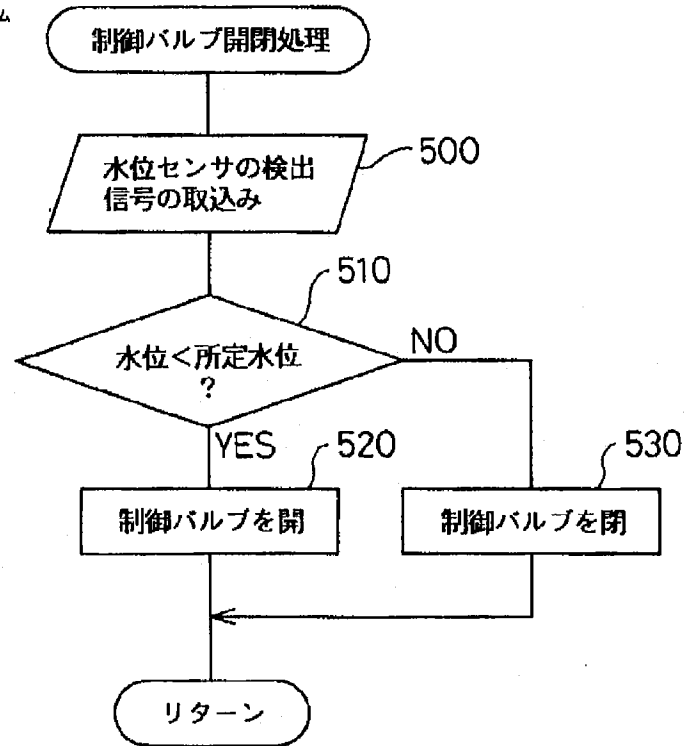 ム
制御バルブ開閉処理
水位センサの検出
信号の取込み
500
510
水位<所定水位
?
NO
YES
520
530
制御バルブを開
制御バルブを閉
リターン